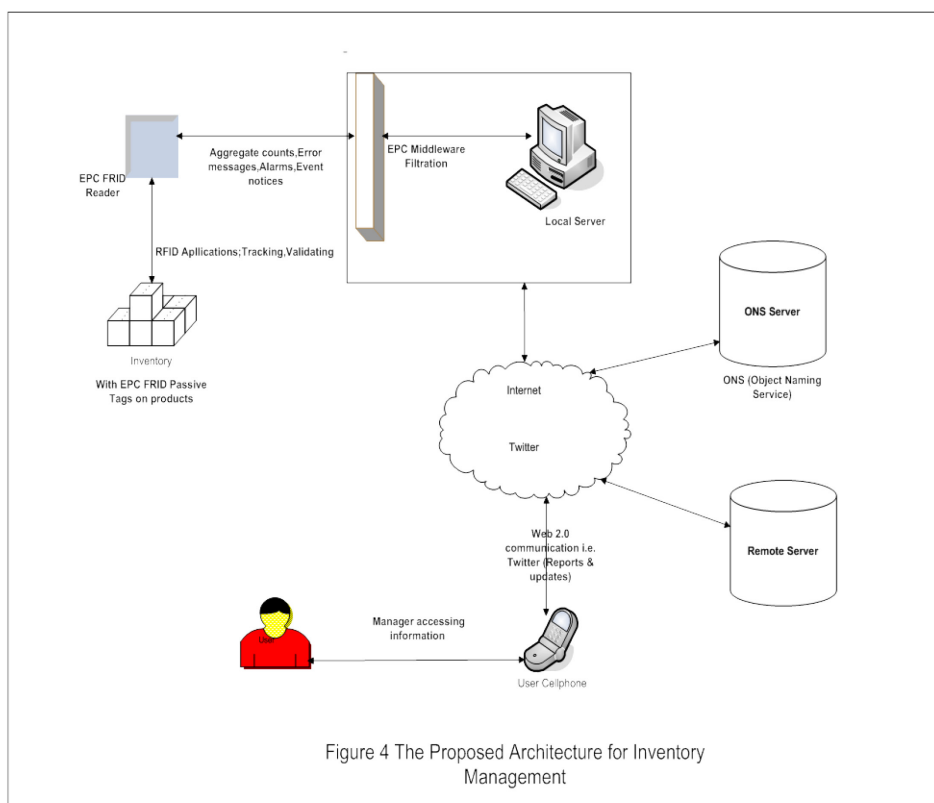 EPC FRID
Reader
Aggregate counts,Error
messages,Alarms,Event
notices
EPC Middleware
Filtration
Local Server
RFID Apllications;Tracking,Validating
Inventory
With EPC FRID Passive
Tags on products
ONS Server
ONS (Object Naming
Service)
Internet
Twitter
Remote Server
Web 2.0
communication i.e.
Twitter (Reports &
updates)
User
Manager accessing
information
User Cellphone
Figure 4 The Proposed Architecture for Inventory
Management